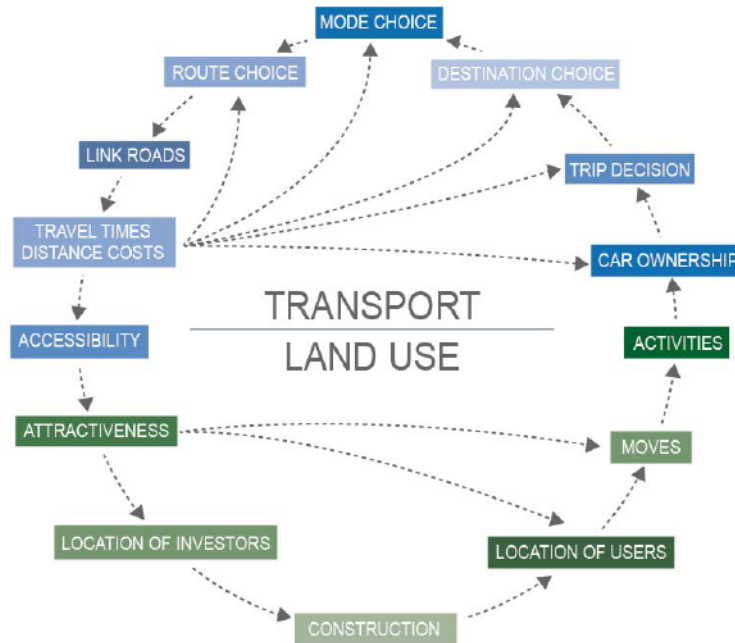 MODE CHOICE
ROUTE CHOICE
DESTINATION CHOICE
LINK ROADS
TRIP DECISION
TRAVEL TIMES
DISTANCE COSTS
CAR OWNERSHIP
TRANSPORT
LAND USE
ACCESSIBILITY
ACTIVITIES
ATTRACTIVENESS
MOVES
LOCATION OF INVESTORS
LOCATION OF USERS
CONSTRUCTION